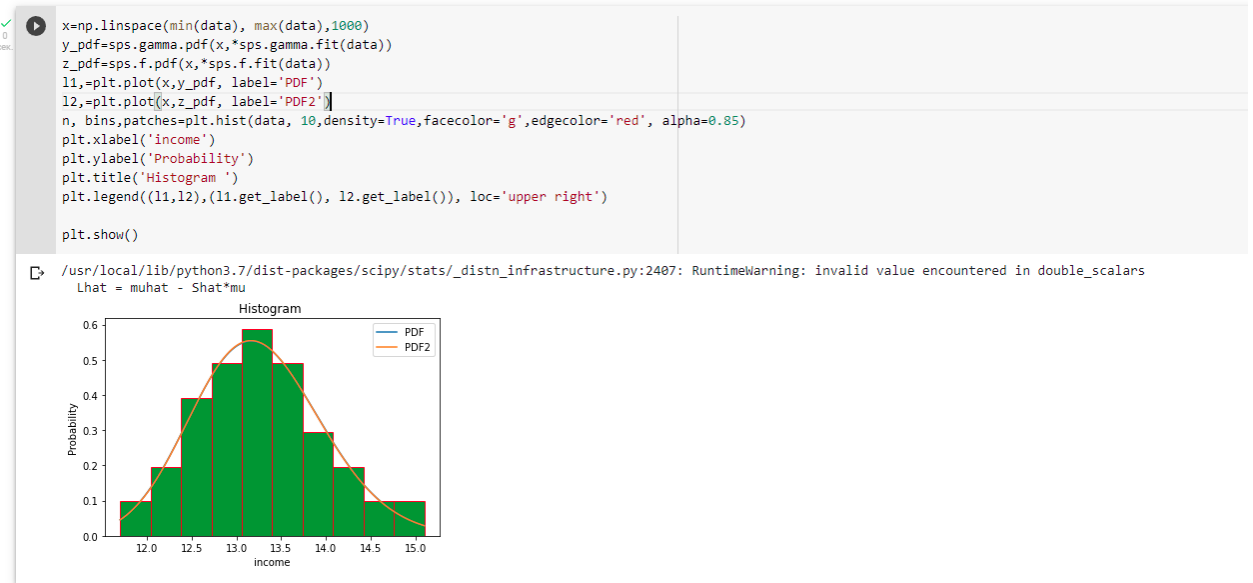 x=np.linspace(min(data), max(data),1000)
0
сек.
y_pdf=sps.gamma.pdf(x,*sps.gamma.fit(data))
z_pdf=sps.f.pdf(x,*sps.f.fit(data))
l1,=plt.plot(x,y_pdf, label='PDF')
l2,=plt.plot(x,z_pdf, label='PDF2')
n, bins,patches=plt.hist(data, 10,density=True,facecolor='g',edgecolor='red', alpha=0.85)
plt.xlabel('income')
plt.ylabel('Probability')
plt.title('Histogram ')
plt.legend((l1,l2),(l1.get_label(), l2.get_label()), loc='upper right')
plt.show()
/usr/local/lib/python3.7/dist-packages/scipy/stats/_distn_infrastructure.py:2407: RuntimeWarning: invalid value encountered in double_scalars
Lhat = muhat - Shat*mu
Histogram
PDF
PDF2
0.6
0.5
0.4
0.3
0.2
0.1
0.0
Probability
12.0 12.5 13.0 13.5 14.0 14.5 15.0
income